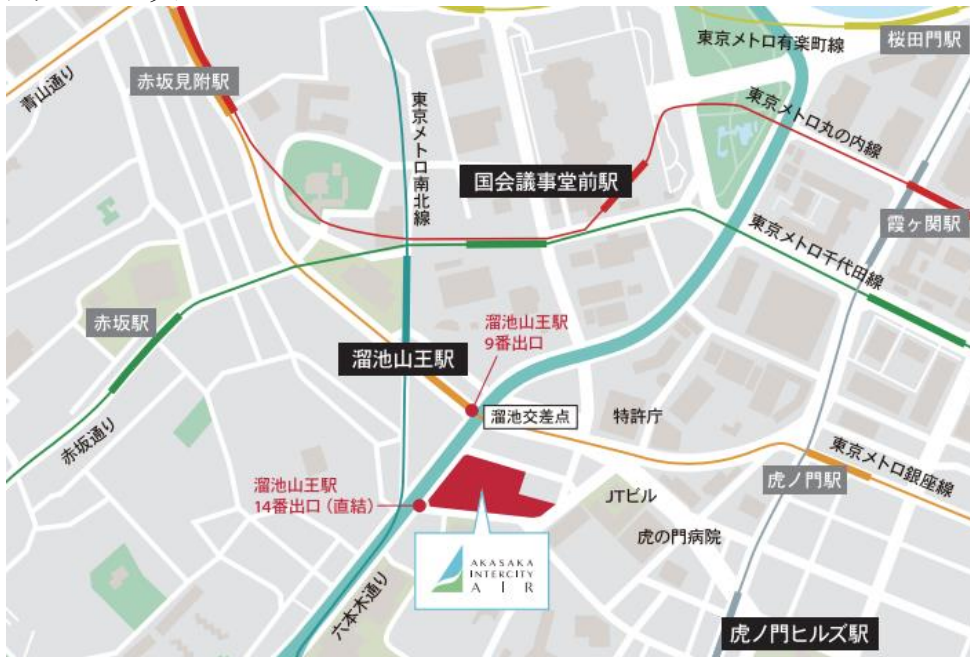 東京メトロ有楽町線
桜田門駅
赤坂見附駅
青山通り
東京メトロ南北線
東京メトロ丸の内線
国会議事堂前駅
霞ヶ関駅
東京メトロ千代田線
赤坂駅
溜池山王駅
9番出口
溜池山王駅
溜池交差点
特許庁
赤坂通り
東京メトロ銀座線
虎ノ門駅
溜池山王駅
14番出口(直結)
JTビル
虎の門病院
AKASAKA
INTERCITY
AIR
六本木通り
虎ノ門ヒルズ駅